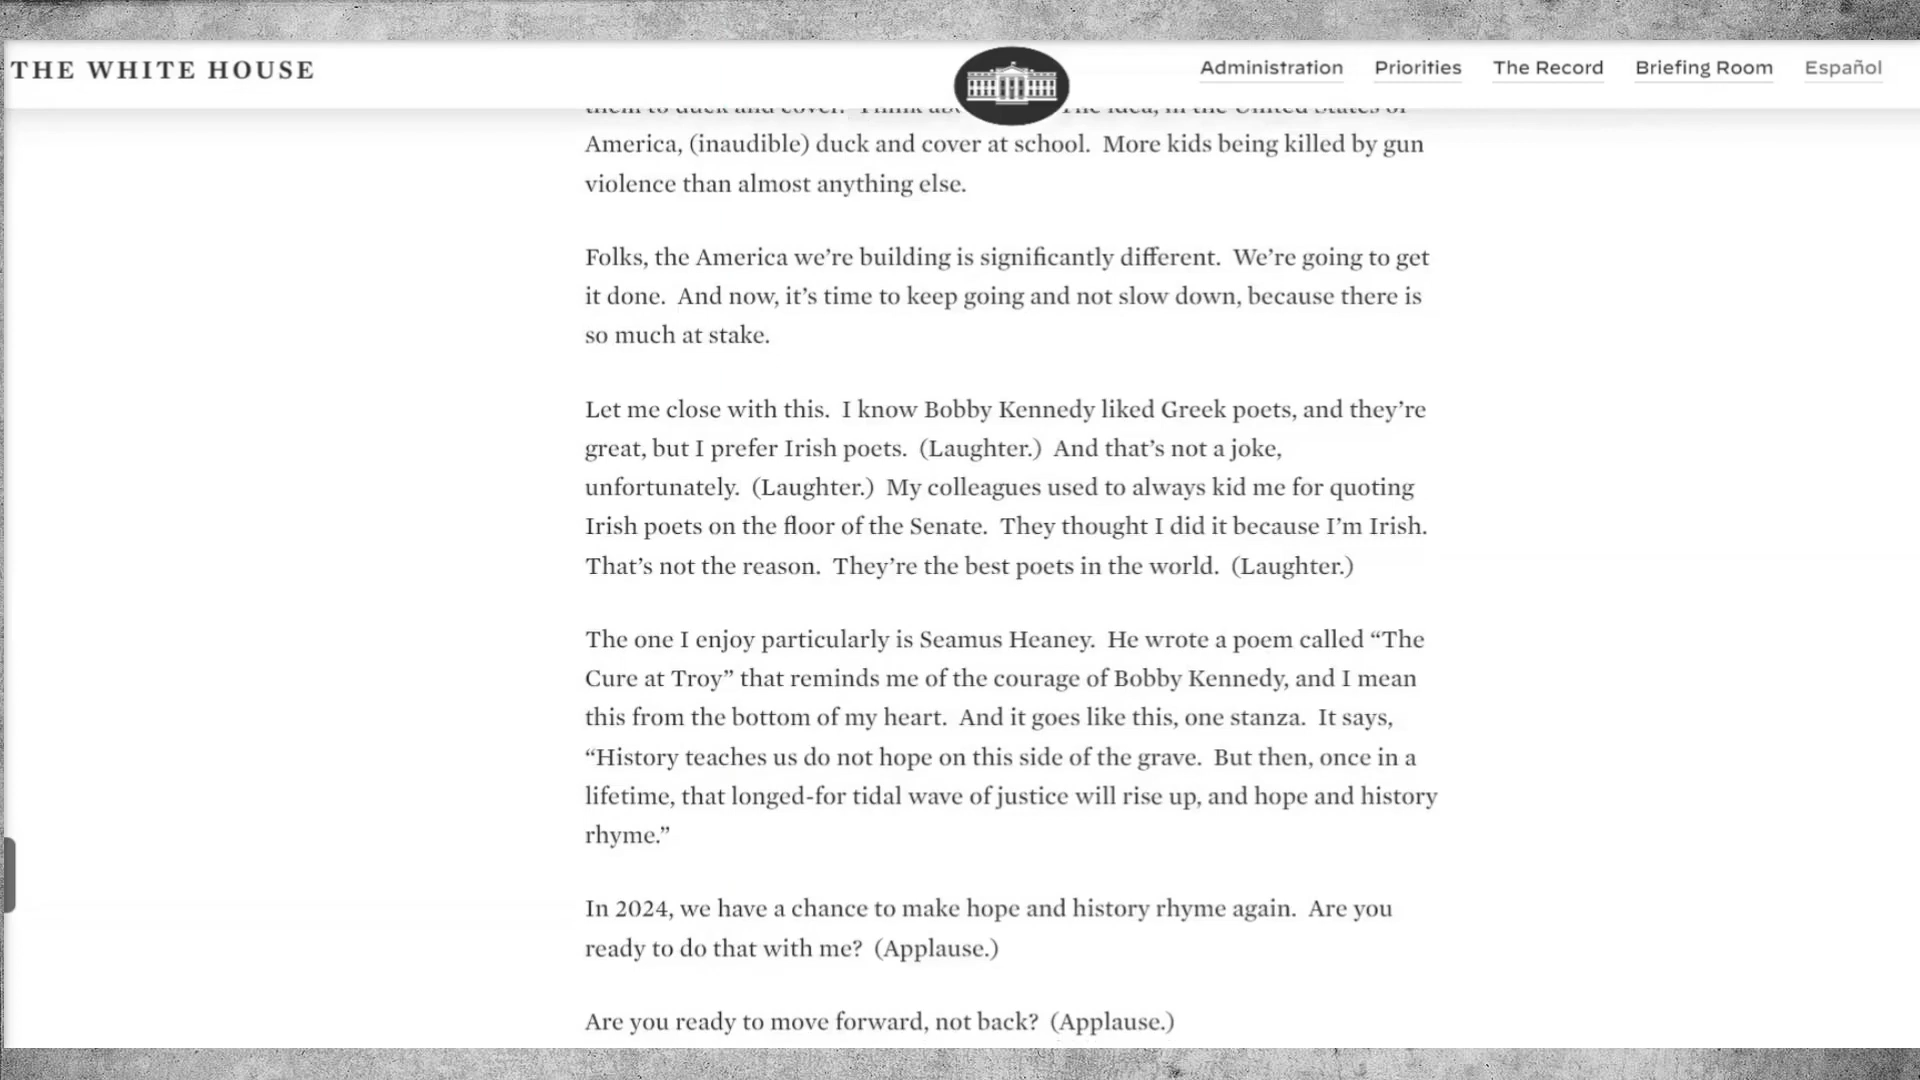 THE WHITE HOUSE
Administration
Priorities
The Record
Briefing Room
Español
America, (inaudible) duck and cover at school. More kids being killed by gun
violence than almost anything else.
Folks, the America we’re building is significantly different. We’re going to get
it done. And now, it’s time to keep going and not slow down, because there is
so much at stake.
Let me close with this. I know Bobby Kennedy liked Greek poets, and they’re
great, but I prefer Irish poets. (Laughter.) And that’s not a joke,
unfortunately. (Laughter.) My colleagues used to always kid me for quoting
Irish poets on the floor of the Senate. They thought I did it because I’m Irish.
That’s not the reason. They’re the best poets in the world. (Laughter.)
The one I enjoy particularly is Seamus Heaney. He wrote a poem called “The
Cure at Troy” that reminds me of the courage of Bobby Kennedy, and I mean
this from the bottom of my heart. And it goes like this, one stanza. It says,
“History teaches us do not hope on this side of the grave. But then, once in a
lifetime, that longed-for tidal wave of justice will rise up, and hope and history
rhyme.”
In 2024, we have a chance to make hope and history rhyme again. Are you
ready to do that with me? (Applause.)
Are you ready to move forward, not back? (Applause.)